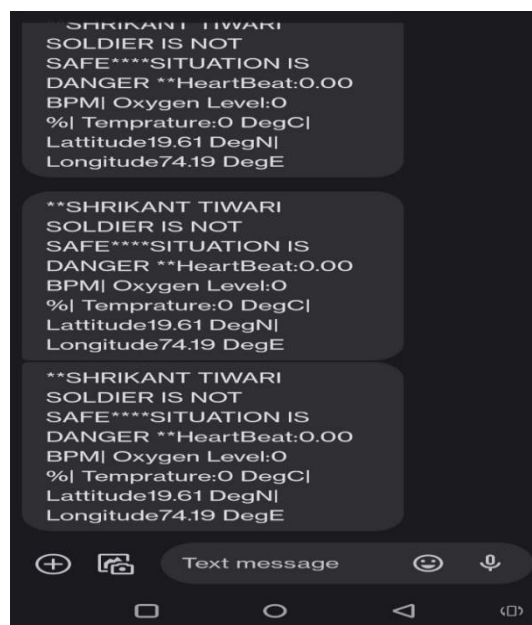 **SHRIKANT TIWARI
SOLDIER IS NOT
SAFE****SITUATION IS
DANGER **HeartBeat:0.00
BPM| Oxygen Level:0
%| Temprature:0 DegC|
Lattitude19.61 DegN|
Longitude74.19 DegE
**SHRIKANT TIWARI
SOLDIER IS NOT
SAFE****SITUATION IS
DANGER **HeartBeat:0.00
BPM| Oxygen Level:0
%| Temprature:0 DegC|
Lattitude19.61 DegN|
Longitude74.19 DegE
**SHRIKANT TIWARI
SOLDIER IS NOT
SAFE****SITUATION IS
DANGER **HeartBeat:0.00
BPM| Oxygen Level:0
%| Temprature:0 DegC|
Lattitude19.61 DegN|
Longitude74.19 DegE
Text message